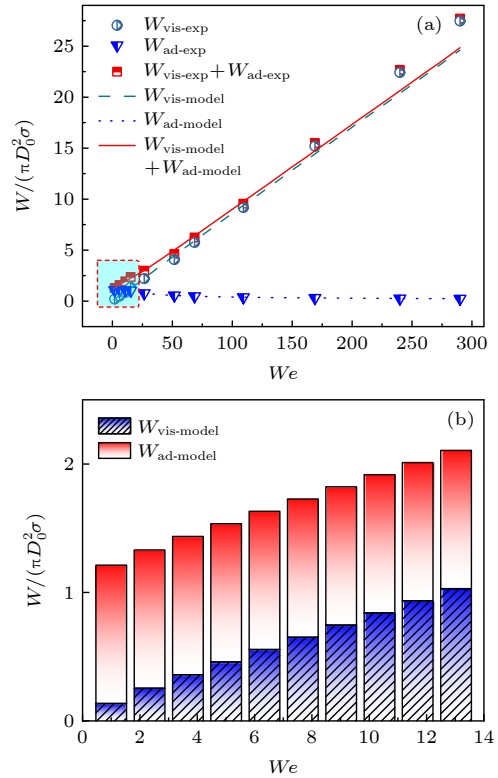 (a)
W_vis-exp
W_ad-exp
W_vis-exp+W_ad-exp
W_vis-model
W_ad-model
W_vis-model
+W_ad-model
W/(πD_0^2σ)
25
20
15
10
5
0
0 50 100 150 200 250 300
We
(b)
W_vis-model
W_ad-model
W/(πD_0^2σ)
2
1
0
0 2 4 6 8 10 12 14
We